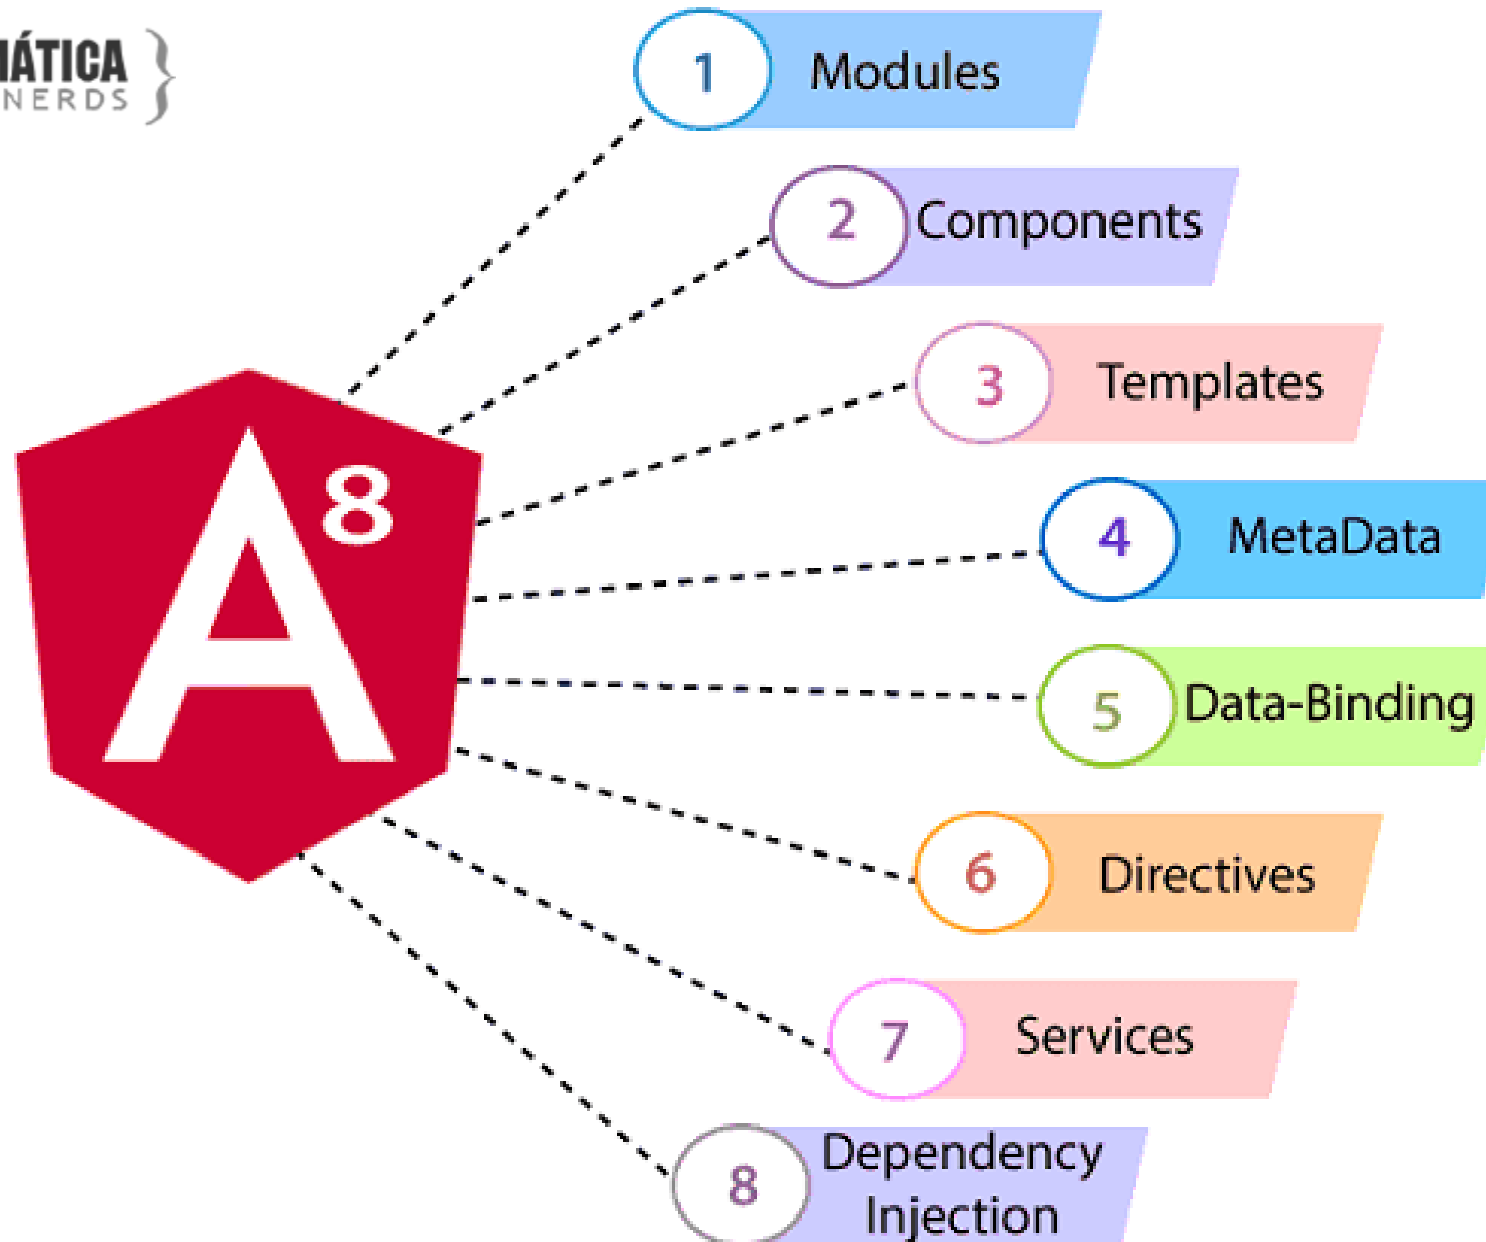 MÁTICA
NERDS
1 Modules
2 Components
3 Templates
4 MetaData
5 Data-Binding
6 Directives
7 Services
8 Dependency
Injection
A 8